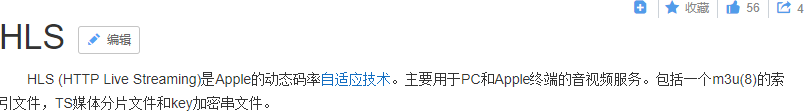 收藏 56 4
HLS 编辑
HLS (HTTP Live Streaming)是Apple的动态码率自适应技术。主要用于PC和Apple终端的音视频服务。包括一个m3u(8)的索
引文件，TS媒体分片文件和key加密串文件。